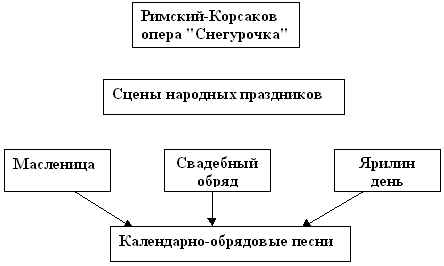 Римский-Корсаков
опера "Снегурочка"
Сцены народных праздников
Масленица
Свадебный
обряд
Ярилин
день
Календарно-обрядовые песни